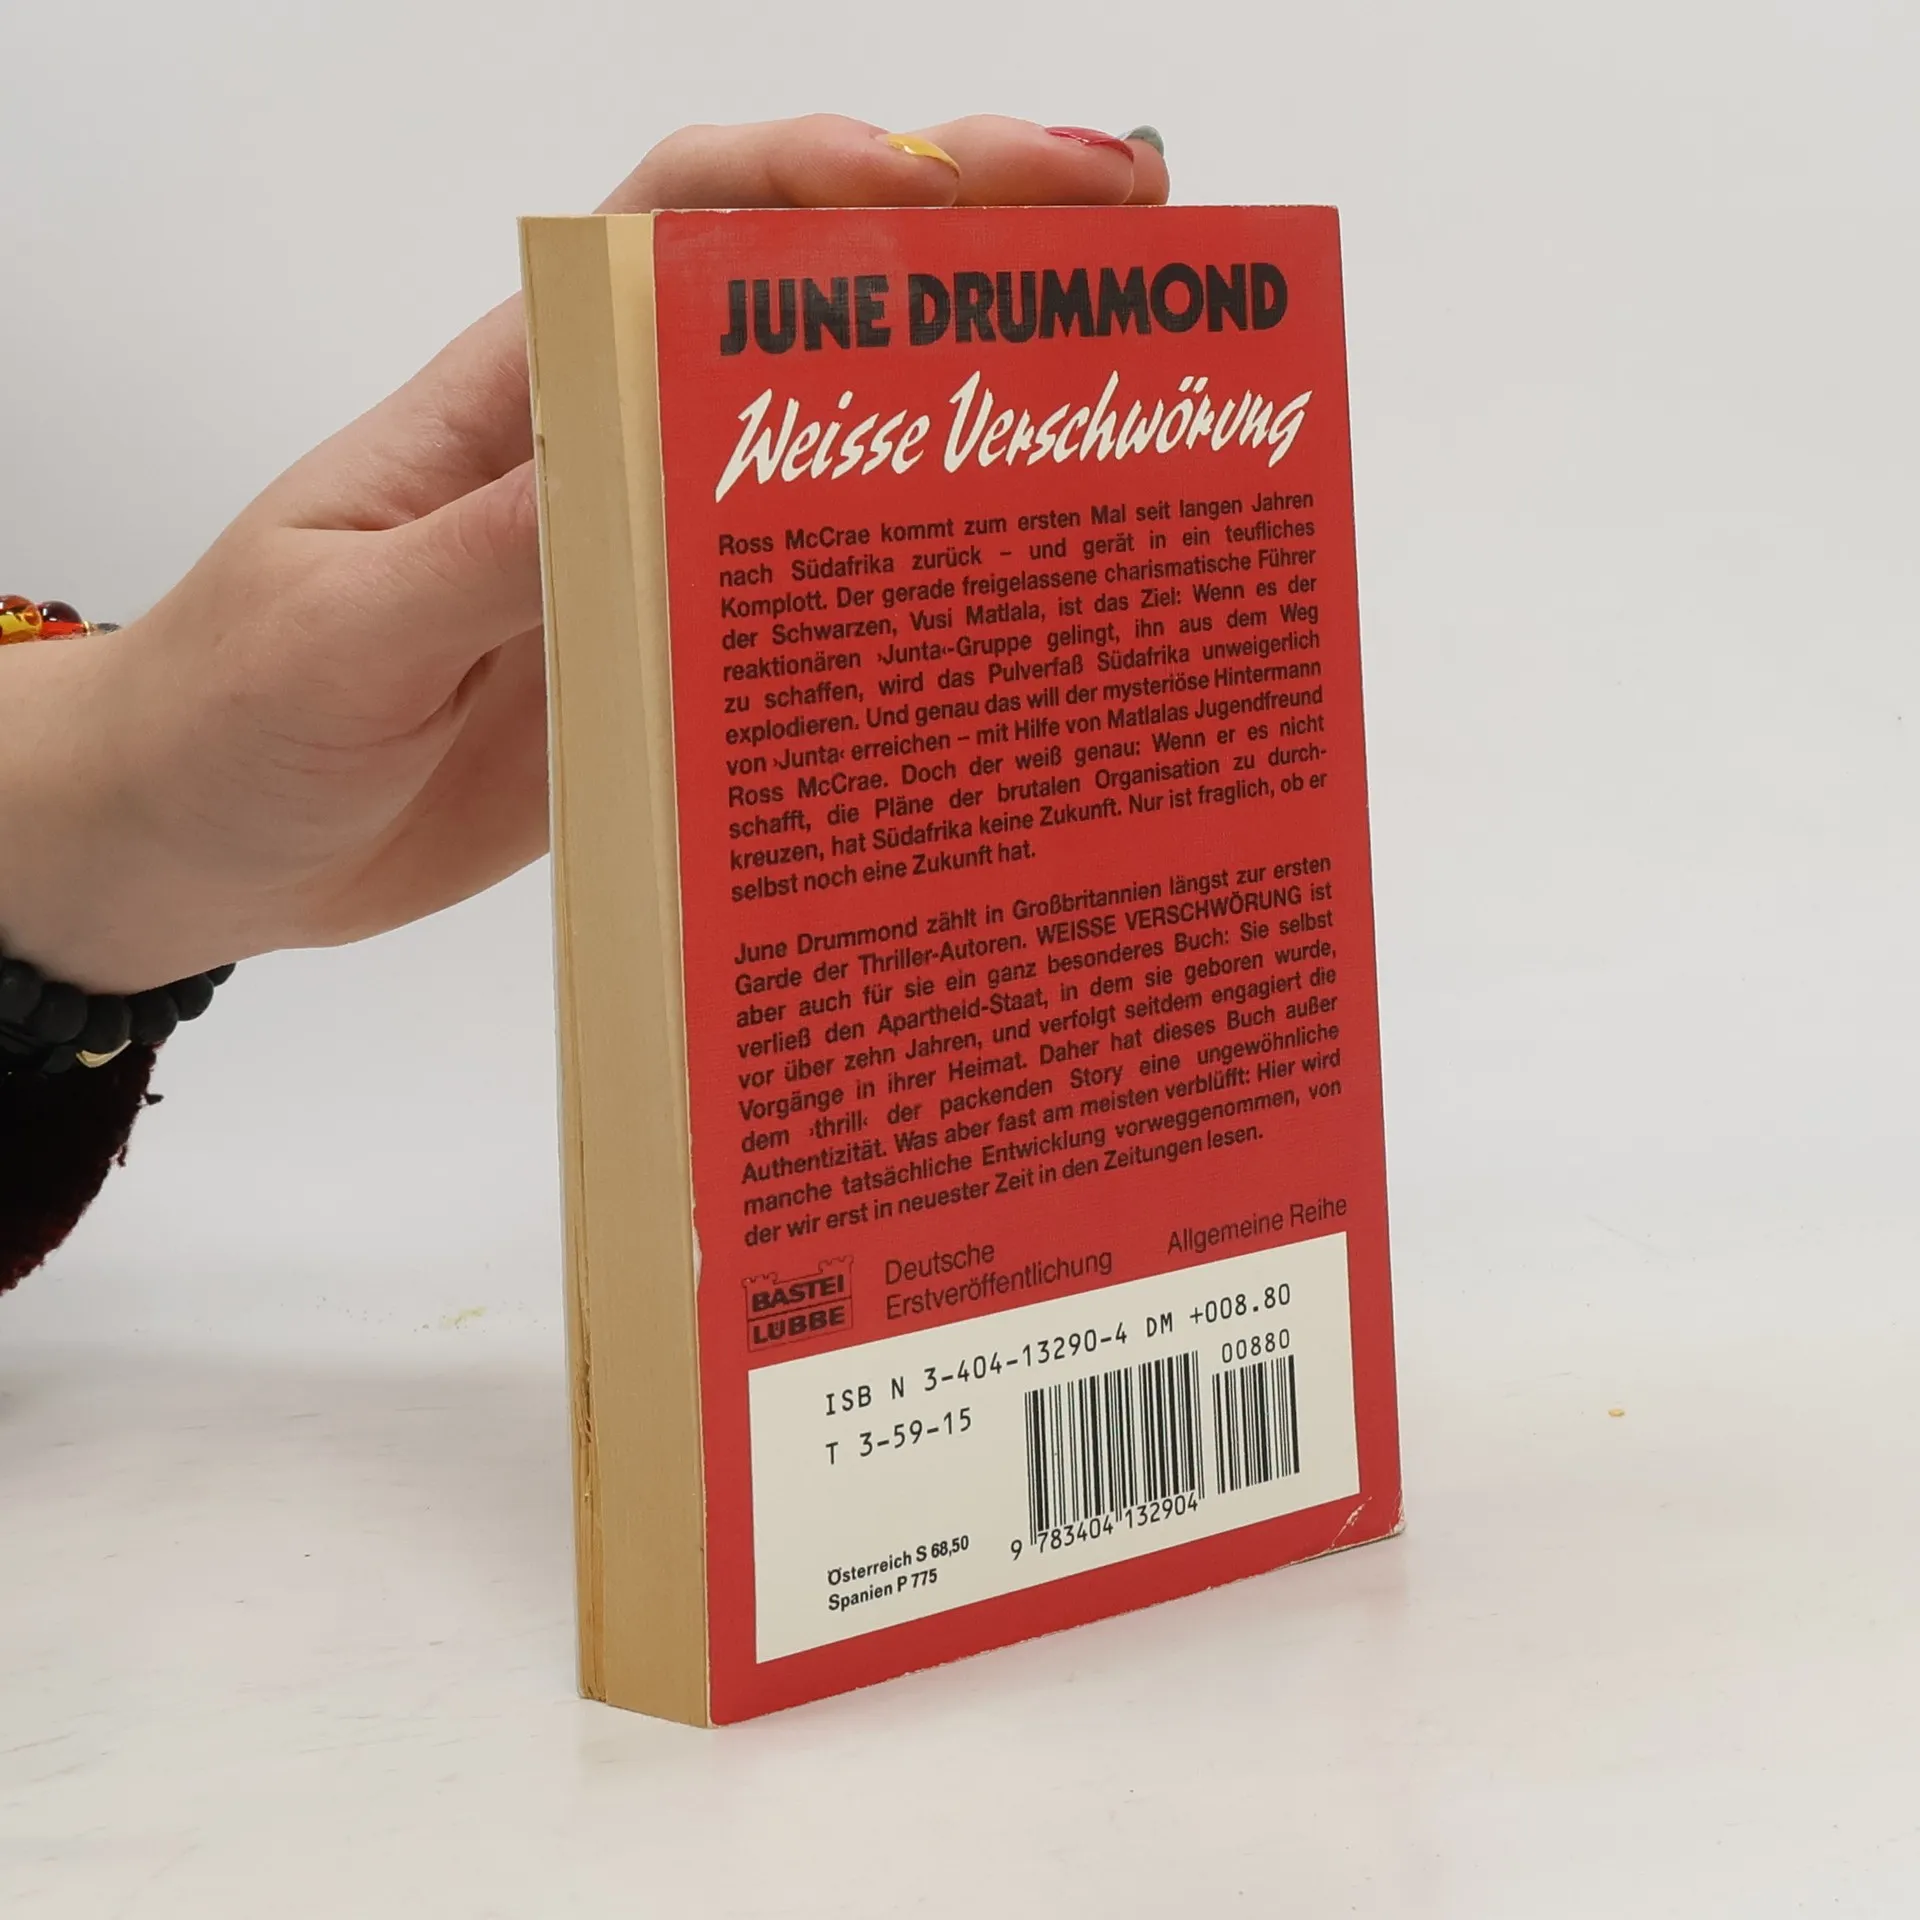 JUNE DRUMMOND
Weisse Verschwörung
Ross McCrae kommt zum ersten Mal seit langen Jahren
nach Südafrika zurück – und gerät in ein teufliches
Komplott. Der gerade freigelassene charismatische Führer
der Schwarzen, Vusi Matlala, ist das Ziel: Wenn es der
reaktionären ›Junta‹-Gruppe gelingt, ihn aus dem Weg
zu schaffen, wird das Pulverfaß Südafrika unweigerlich
explodieren. Und genau das will der mysteriöse Hintermann
von ›Junta‹ erreichen – mit Hilfe von Matlalas Jugendfreund
Ross McCrae. Doch der weiß genau: Wenn er es nicht
schafft, die Pläne der brutalen Organisation zu durch-
kreuzen, hat Südafrika keine Zukunft. Nur ist fraglich, ob er
selbst noch eine Zukunft hat.
June Drummond zählt in Großbritannien längst zur ersten
Garde der Thriller-Autoren. WEISSE VERSCHWÖRUNG ist
aber auch für sie ein ganz besonderes Buch: Sie selbst
verließ den Apartheid-Staat, in dem sie geboren wurde,
vor über zehn Jahren, und verfolgt seitdem engagiert die
Vorgänge in ihrer Heimat. Daher hat dieses Buch außer
dem ›thrill‹ der packenden Story eine ungewöhnliche
Authentizität. Was aber fast am meisten verblüfft: Hier wird
manche tatsächliche Entwicklung vorweggenommen, von
der wir erst in neuester Zeit in den Zeitungen lesen.
BASTEI
LÜBBE
Deutsche
Erstveröffentlichung
Allgemeine Reihe
ISB N 3-404-13290-4 DM +008.80
T 3-59-15
00880
9 783404 132904
Österreich S 68,50
Spanien P 775